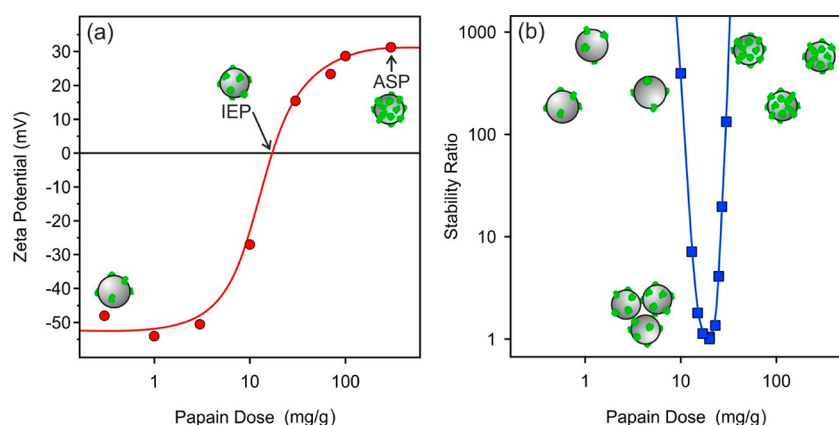 (a)
30
20
10
0
-10
-20
-30
-40
-50
Zeta Potential (mV)
IEP
ASP
1
10
100
Papain Dose (mg/g)
(b)
1000
100
10
1
Stability Ratio
1
10
100
Papain Dose (mg/g)